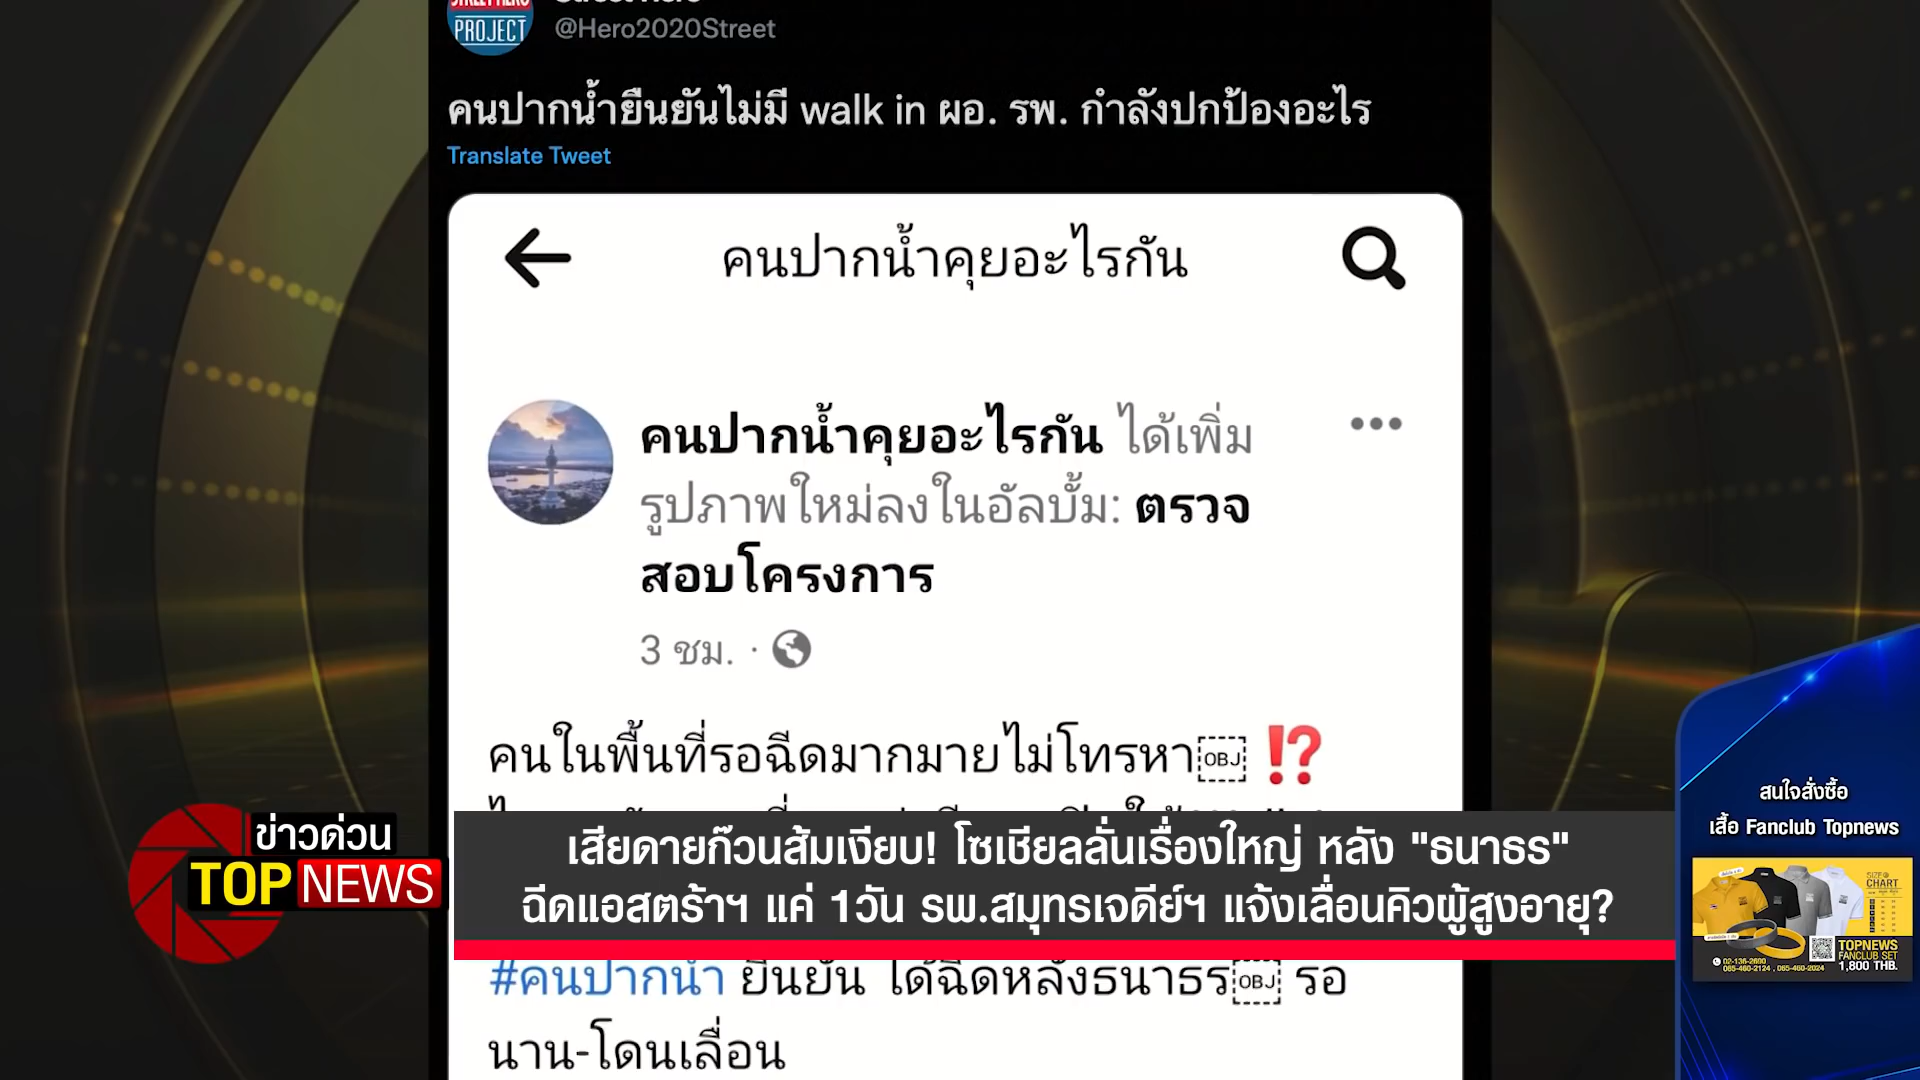 PROJECT
@Hero2020Street
คนปากน้ำยืนยันไม่มี walk in ผอ. รพ. กำลังปกป้องอะไร
Translate Tweet
คนปากน้ำคุยอะไรกัน
คนปากน้ำคุยอะไรกัน ได้เพิ่ม
รูปภาพใหม่ลงในอัลบั้ม: ตรวจ
สอบโครงการ
3 ชม.
คนในพื้นที่รอฉีดมากมายไม่โทรหา OBJ ⁉️
ข่าวด่วน
TOP NEWS
เสียดายก๊วนส้มเงียบ! โซเชียลลั่นเรื่องใหญ่ หลัง "ธนาธร"
ฉีดแอสตร้าฯ แค่ 1วัน รพ.สมุทรเจดีย์ฯ แจ้งเลื่อนคิวผู้สูงอายุ?
#คนปากน้ำ ยืนยัน ได้ฉีดหลังธนาธร OBJ รอ
นาน-โดนเลื่อน
สนใจสั่งซื้อ
เสื้อ Fanclub Topnews
SIZE
CHART
TOPNEWS
FANCLUB SET
1,800 THB.
02-136-2600
065-460-2124 , 065-460-2024